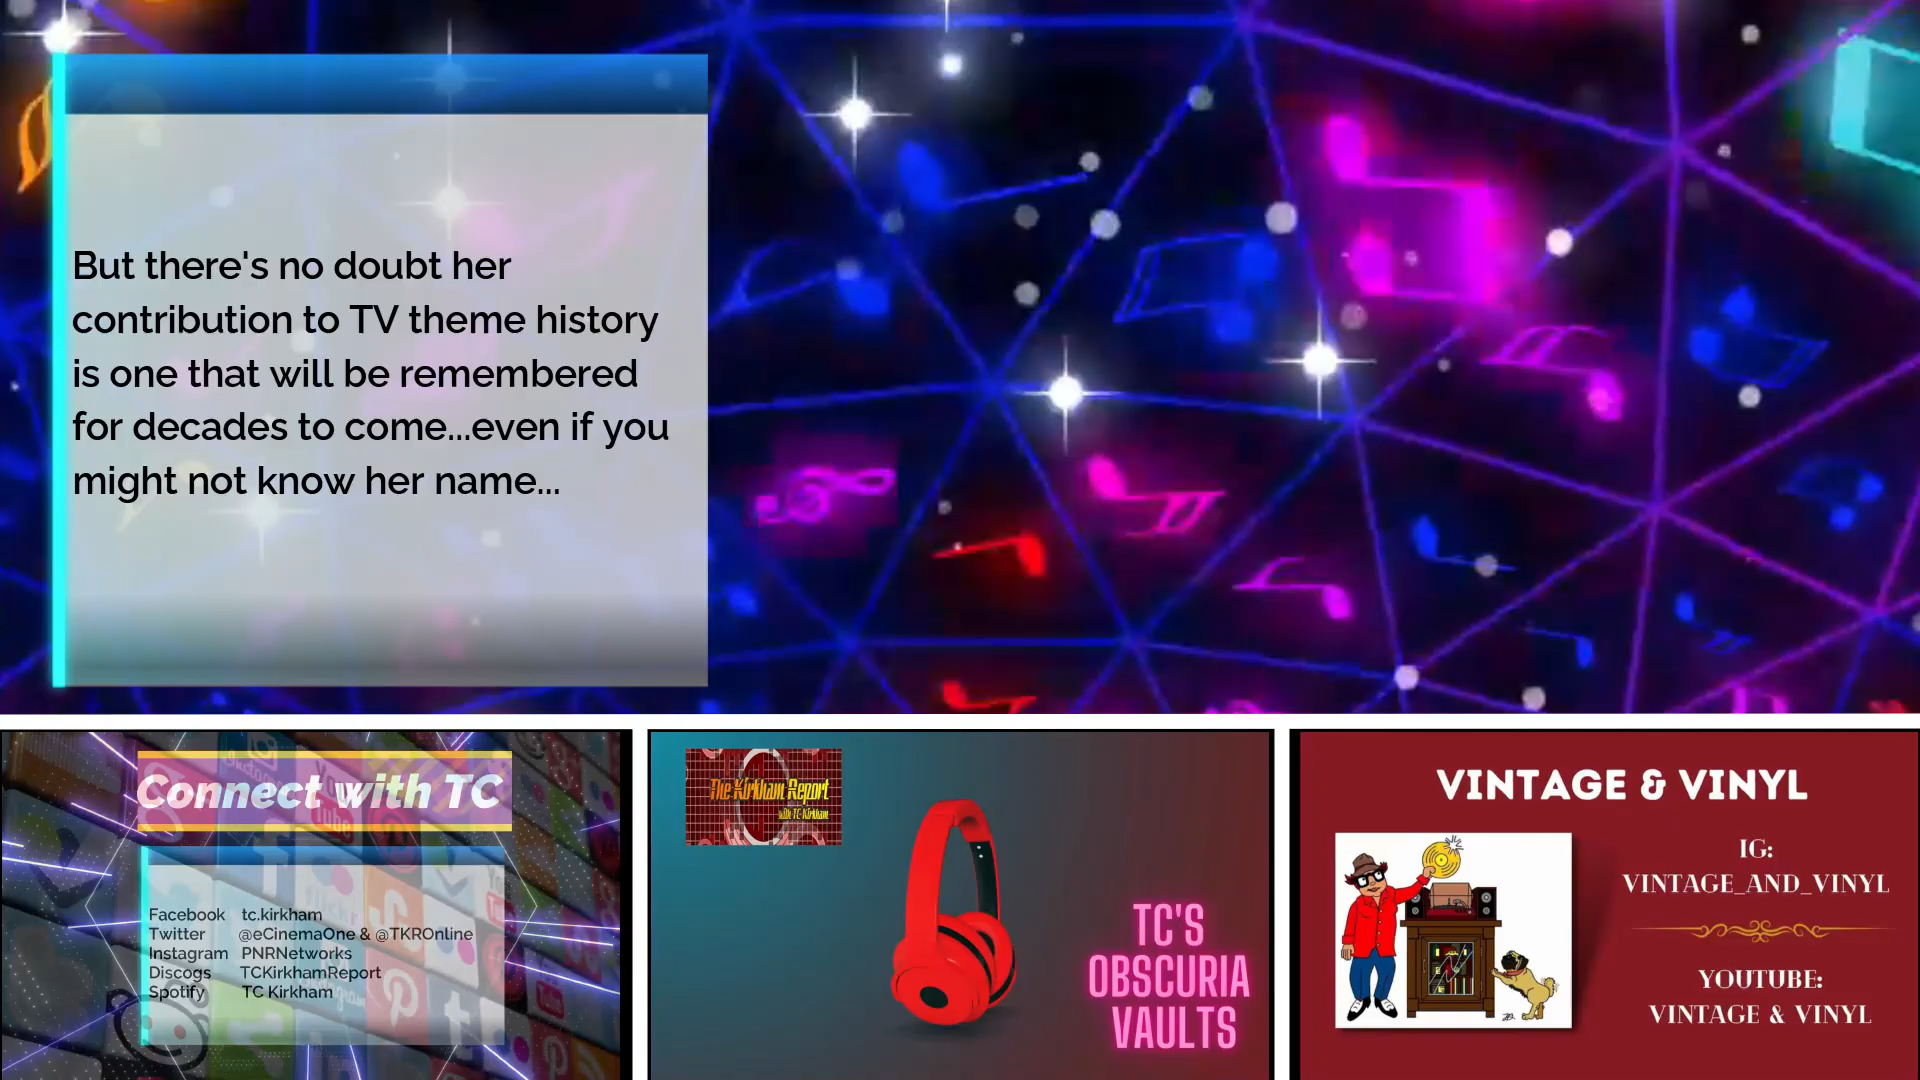 But there's no doubt her
contribution to TV theme history
is one that will be remembered
for decades to come...even if you
might not know her name...
Connect with TC
Facebook tc.kirkham
Twitter @eCinemaOne & @TKROnline
Instagram PNRNetworks
Discogs TCKirkhamReport
Spotify TC Kirkham
The Kirkham Report
with TC Kirkham
TC'S
OBSCURIA
VAULTS
VINTAGE & VINYL
IG:
VINTAGE_AND_VINYL
YOUTUBE:
VINTAGE & VINYL